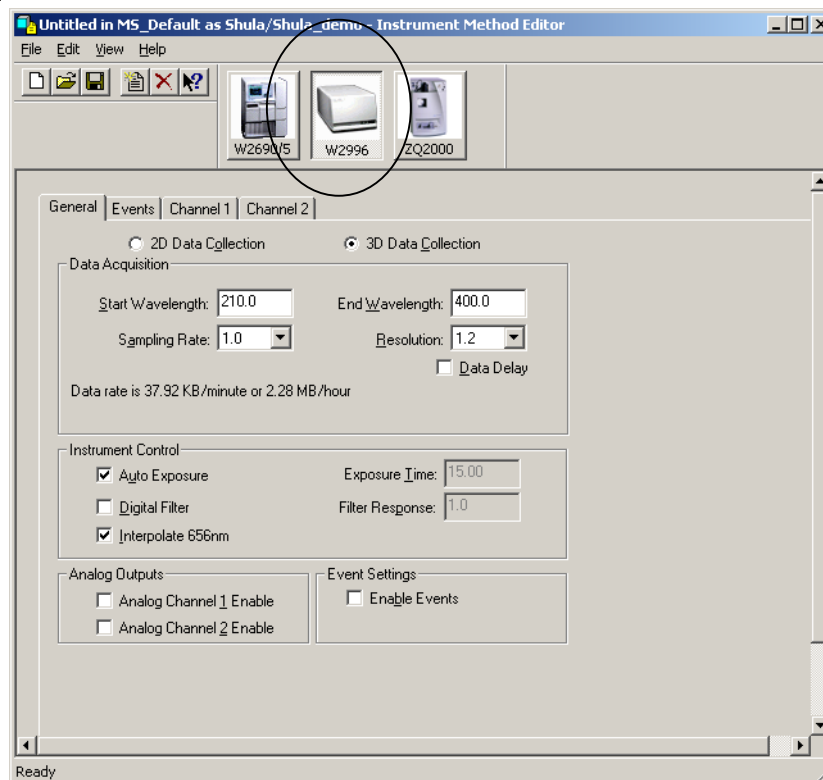 Untitled in MS_Default as Shula/Shula_demo - Instrument Method Editor
File Edit View Help
W2690/5 W2996 ZQ2000
General Events Channel 1 Channel 2
2D Data Collection 3D Data Collection
Data Acquisition
Start Wavelength: 210.0 End Wavelength: 400.0
Sampling Rate: 1.0 Resolution: 1.2
Data Delay
Data rate is 37.92 KB/minute or 2.28 MB/hour
Instrument Control
Auto Exposure Exposure Time: 15.00
Digital Filter Filter Response: 1.0
Interpolate 656nm
Analog Outputs Event Settings
Analog Channel 1 Enable Enable Events
Analog Channel 2 Enable
Ready